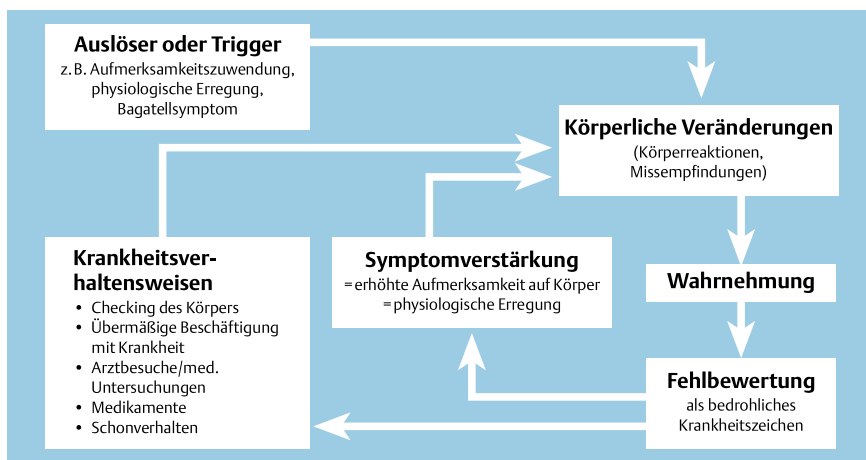 Auslöser oder Trigger
z. B. Aufmerksamkeitszuwendung,
physiologische Erregung,
Bagatellsymptom
Körperliche Veränderungen
(Körperreaktionen,
Missempfindungen)
Krankheitsver-
haltensweisen
• Checking des Körpers
• Übermäßige Beschäftigung
mit Krankheit
• Arztbesuche/med.
Untersuchungen
• Medikamente
• Schonverhalten
Symptomverstärkung
= erhöhte Aufmerksamkeit auf Körper
= physiologische Erregung
Wahrnehmung
Fehlbewertung
als bedrohliches
Krankheitszeichen